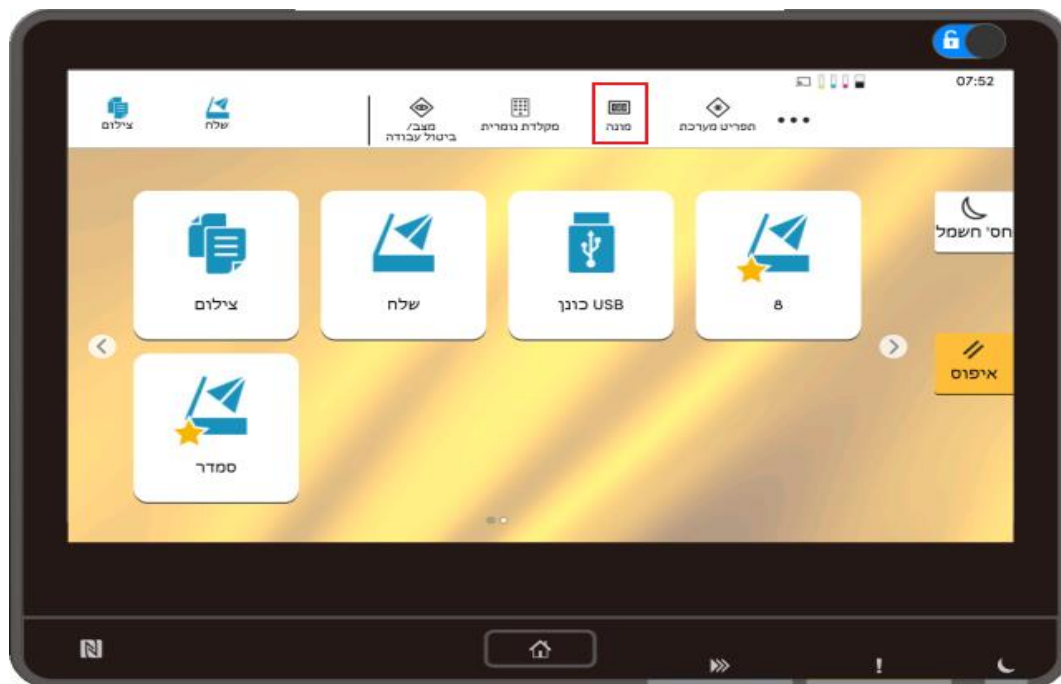 07:52
צילום
שלח
מצב/
ביטול עבודה
מקלדת נומרית
מונה
תפריט מערכת
חס' חשמל
צילום
שלח
כונן USB
8
איפוס
סמדר